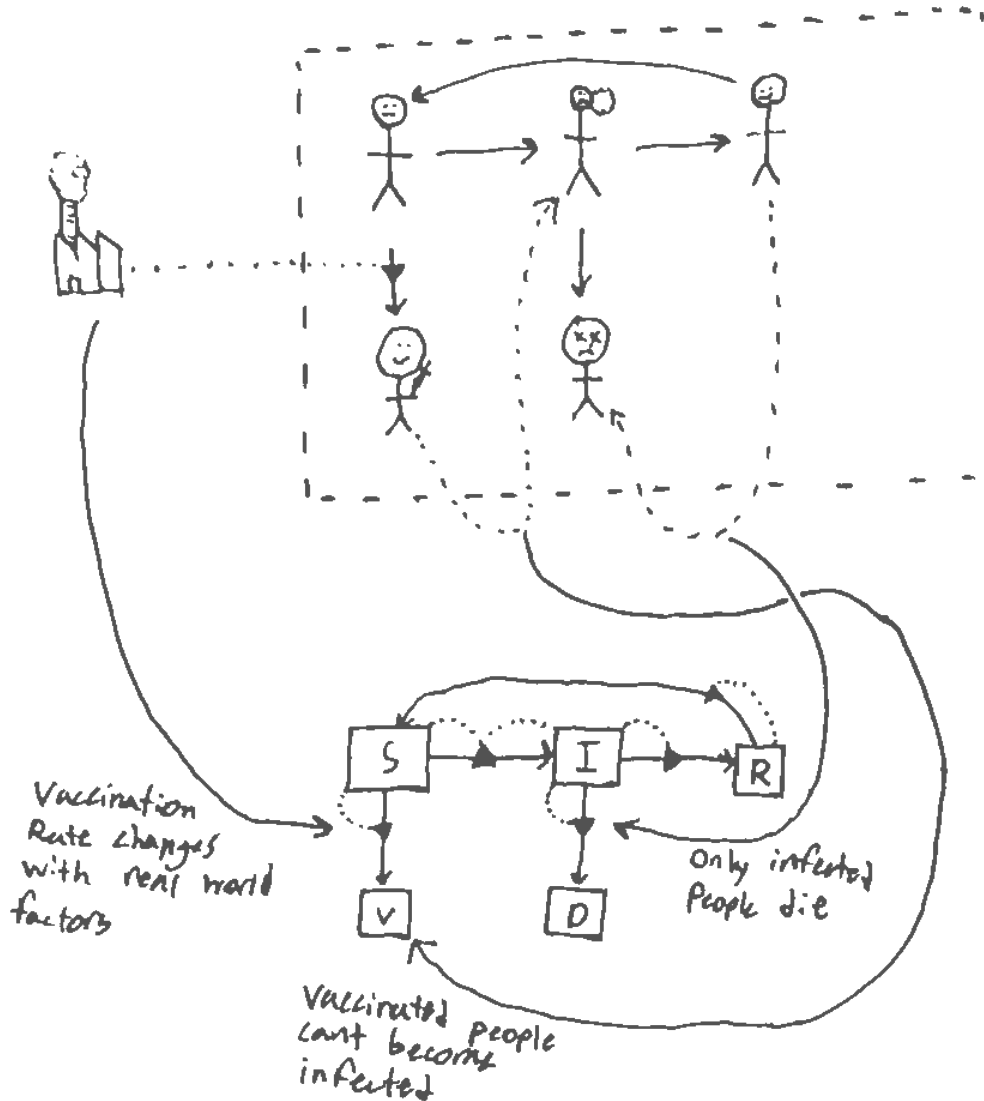 S I R
Vaccination
Rate changes
with real world
factors
Only infected
People die
V D
Vaccinated people
cant become
infected